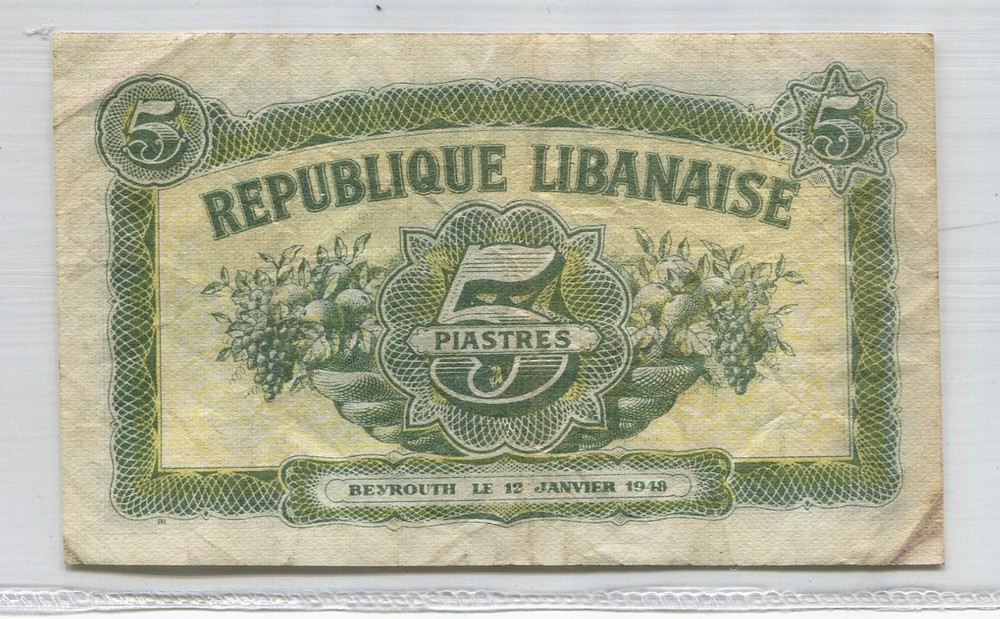 5 5
REPUBLIQUE LIBANAISE
5
PIASTRES
BEYROUTH LE 12 JANVIER 1948